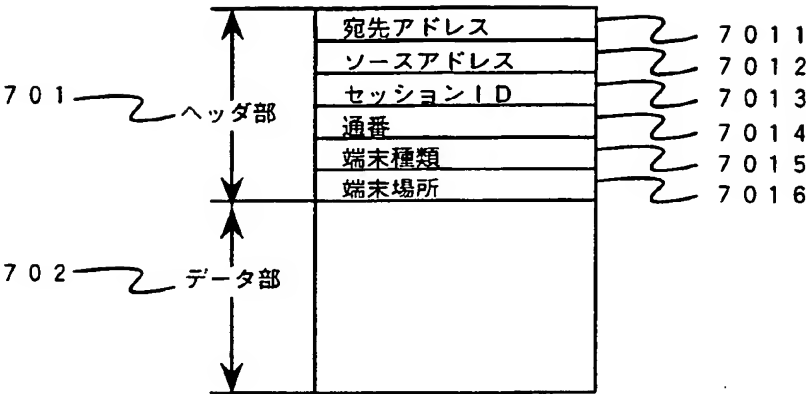 宛先アドレス 7011
ソースアドレス 7012
701 ヘッダ部 セッションID 7013
通番 7014
端末種類 7015
端末場所 7016
702 データ部